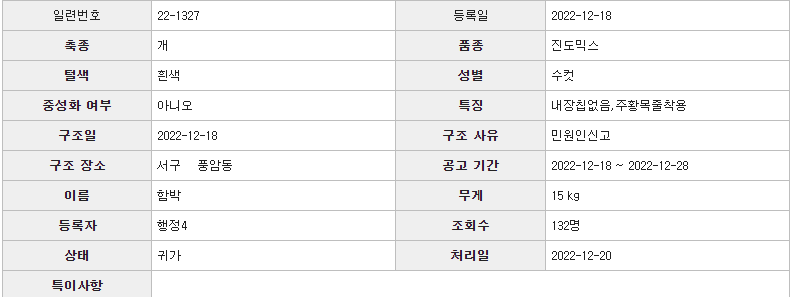 일련번호 22-1327 등록일 2022-12-18
축종 개 품종 진도믹스
털색 흰색 성별 수컷
중성화 여부 아니오 특징 내장칩없음,주황목줄착용
구조일 2022-12-18 구조 사유 민원인신고
구조 장소 서구 풍암동 공고 기간 2022-12-18 ~ 2022-12-28
이름 함박 무게 15 kg
등록자 행정4 조회수 132명
상태 귀가 처리일 2022-12-20
특이사항